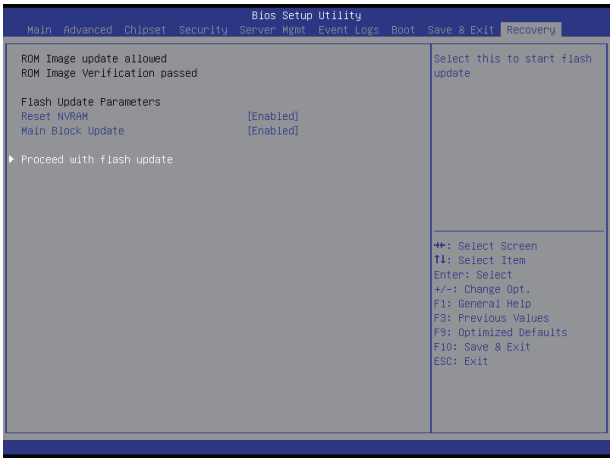 Bios Setup Utility
Main Advanced Chipset Security Server Mgmt Event Logs Boot Save & Exit Recovery
ROM Image update allowed
ROM Image Verification passed
Flash Update Parameters
Reset NVRAM [Enabled]
Main Block Update [Enabled]
▶ Proceed with flash update
Select this to start flash
update
→←: Select Screen
↑↓: Select Item
Enter: Select
+/-: Change Opt.
F1: General Help
F3: Previous Values
F9: Optimized Defaults
F10: Save & Exit
ESC: Exit